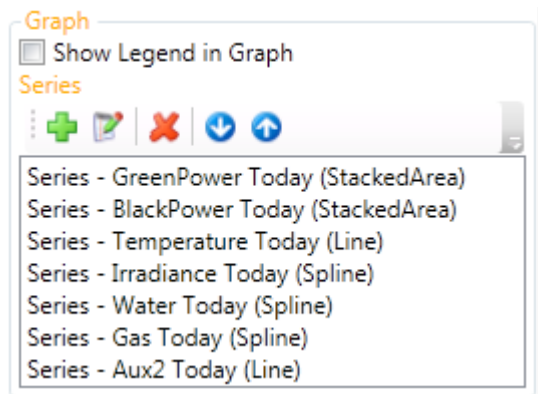 Graph
Show Legend in Graph
Series
Series - GreenPower Today (StackedArea)
Series - BlackPower Today (StackedArea)
Series - Temperature Today (Line)
Series - Irradiance Today (Spline)
Series - Water Today (Spline)
Series - Gas Today (Spline)
Series - Aux2 Today (Line)